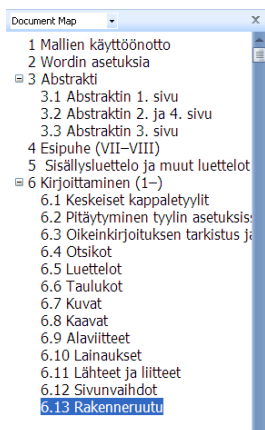 Document Map
1 Mallien käyttöönotto
2 Wordin asetuksia
3 Abstrakti
3.1 Abstraktin 1. sivu
3.2 Abstraktin 2. ja 4. sivu
3.3 Abstraktin 3. sivu
4 Esipuhe (VII–VIII)
5 Sisällysluettelo ja muut luettelot
6 Kirjoittaminen (1–)
6.1 Keskeiset kappaletyylit
6.2 Pitäytyminen tyylin asetuksis
6.3 Oikeinkirjoituksen tarkistus ja
6.4 Otsikot
6.5 Luettelot
6.6 Taulukot
6.7 Kuvat
6.8 Kaavat
6.9 Alaviitteet
6.10 Lainaukset
6.11 Lähteet ja liitteet
6.12 Sivunvaihdot
6.13 Rakenneruutu